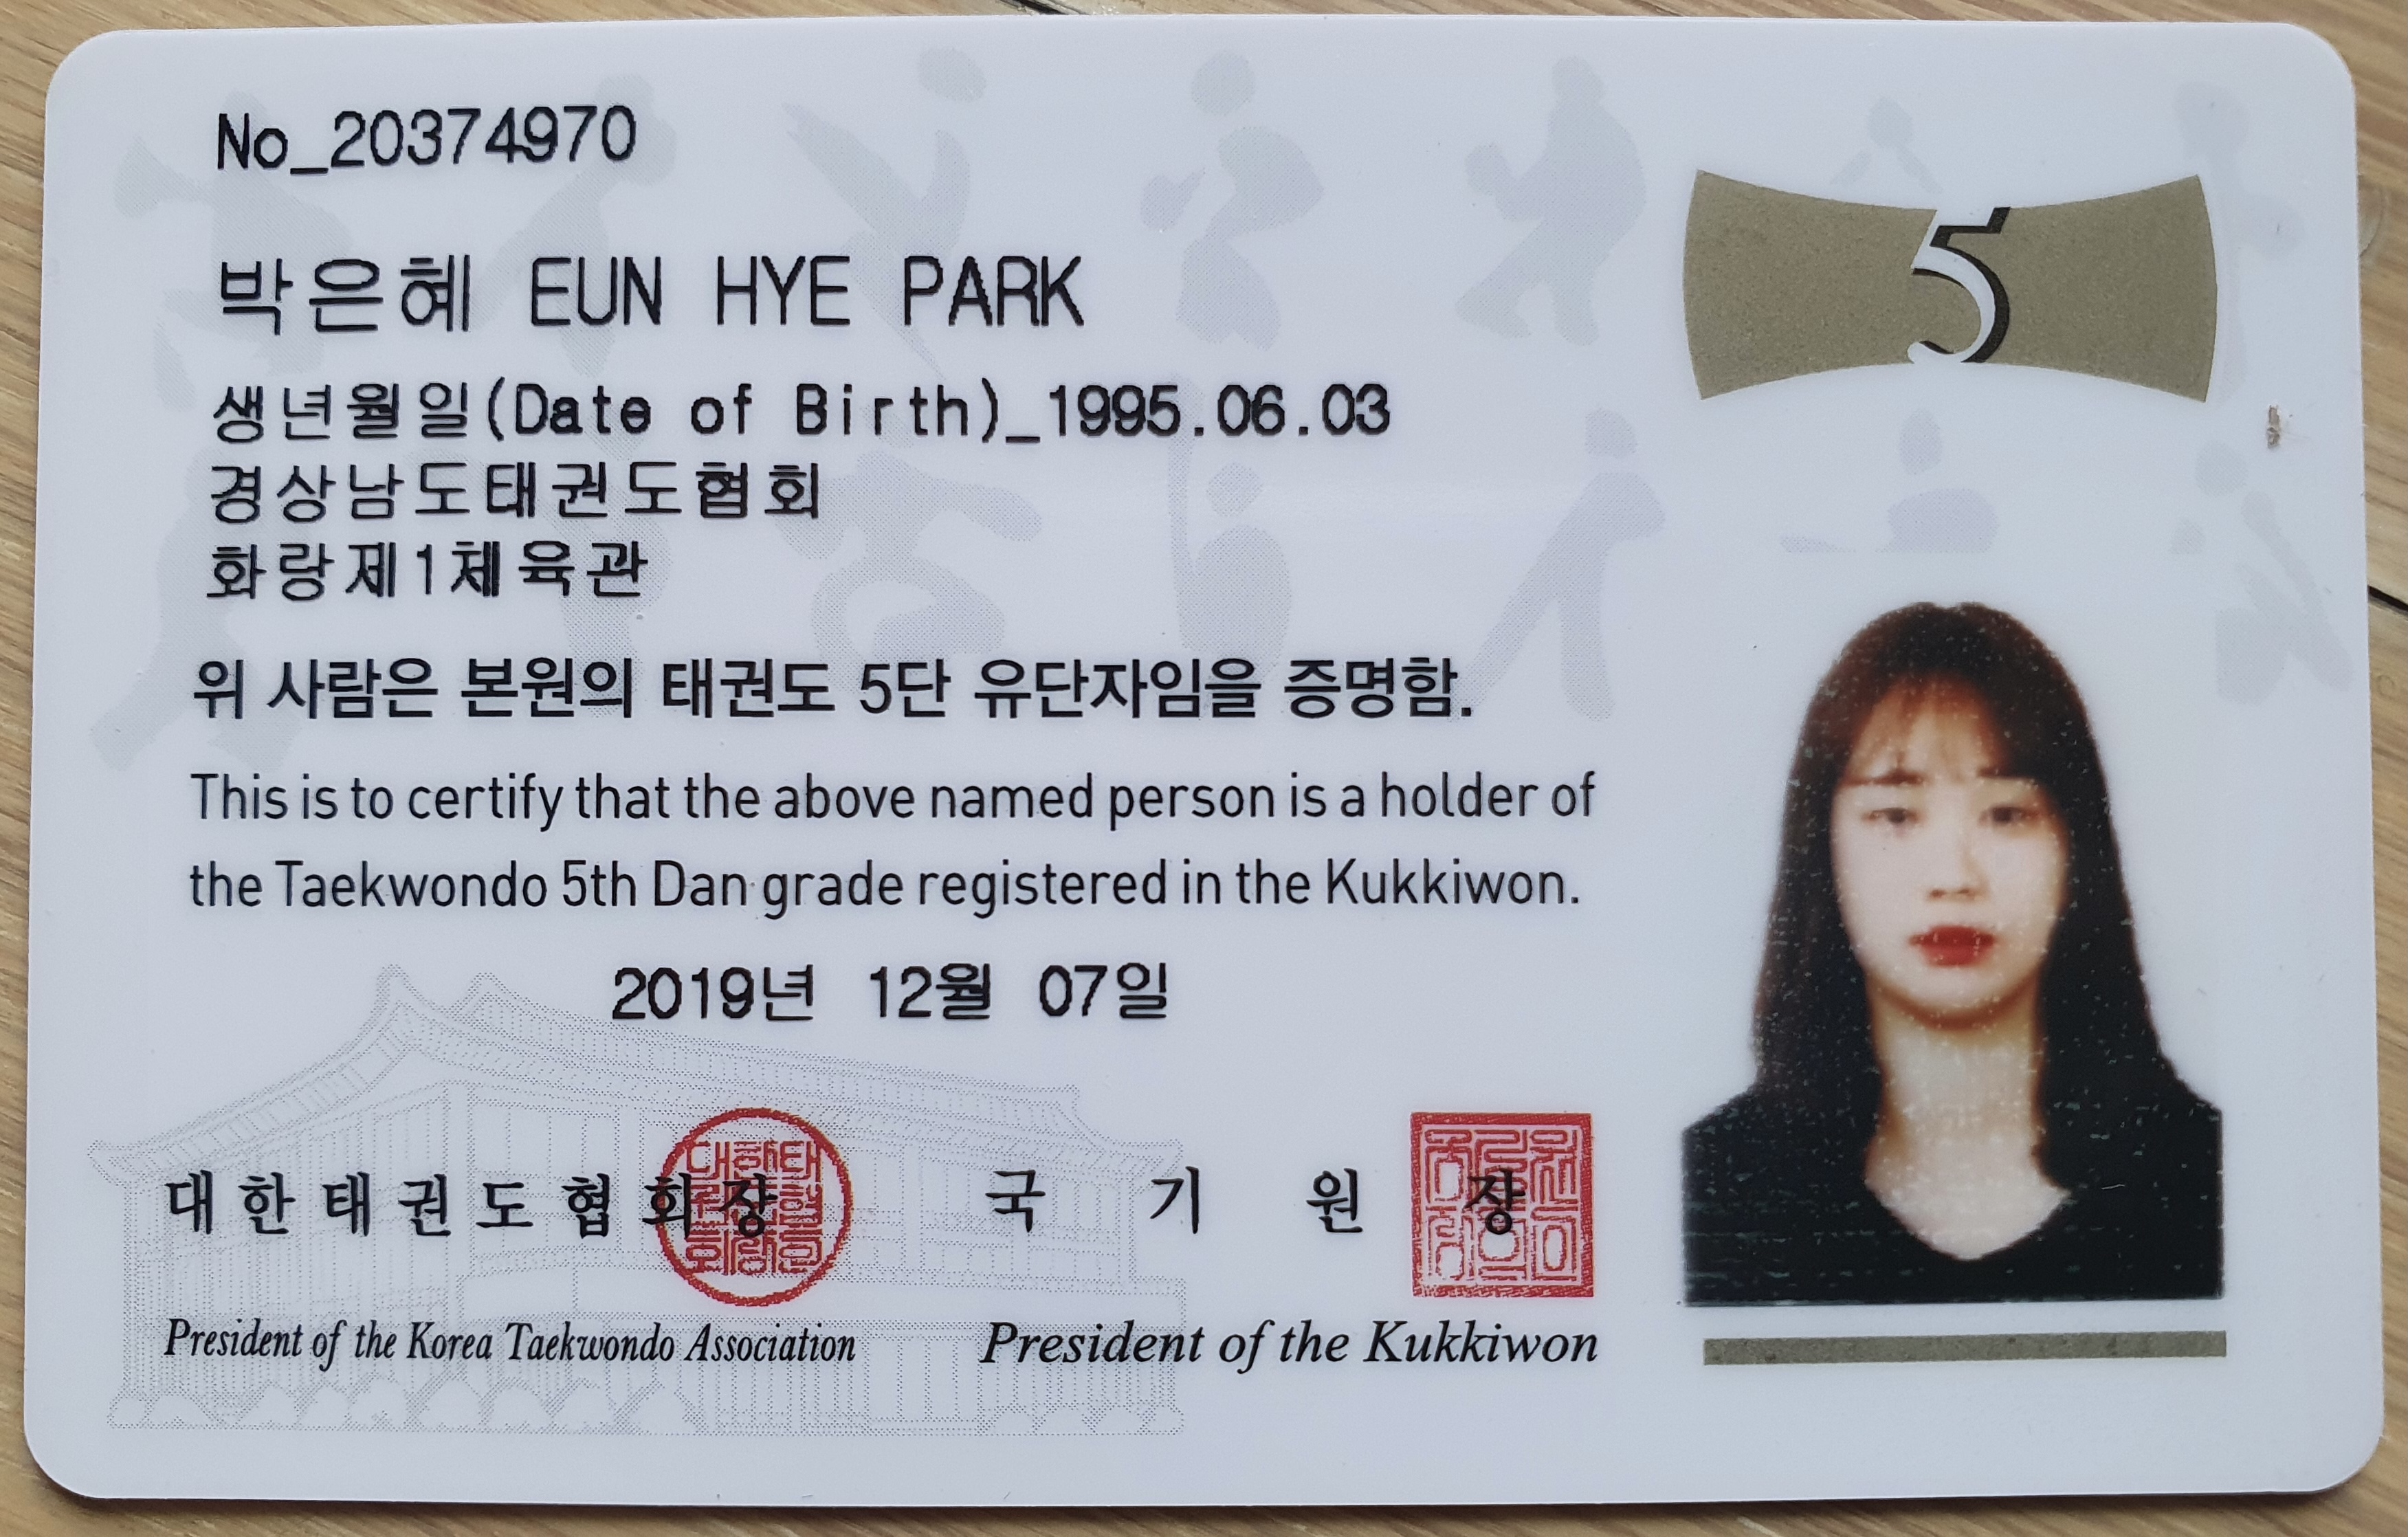 No_20374970
5
박은혜 EUN HYE PARK
생년월일(Date of Birth)_1995.06.03
경상남도태권도협회
화랑제1체육관
위 사람은 본원의 태권도 5단 유단자임을 증명함.
This is to certify that the above named person is a holder of
the Taekwondo 5th Dan grade registered in the Kukkiwon.
2019년 12월 07일
대한태권도협회장 국기원장
President of the Korea Taekwondo Association President of the Kukkiwon